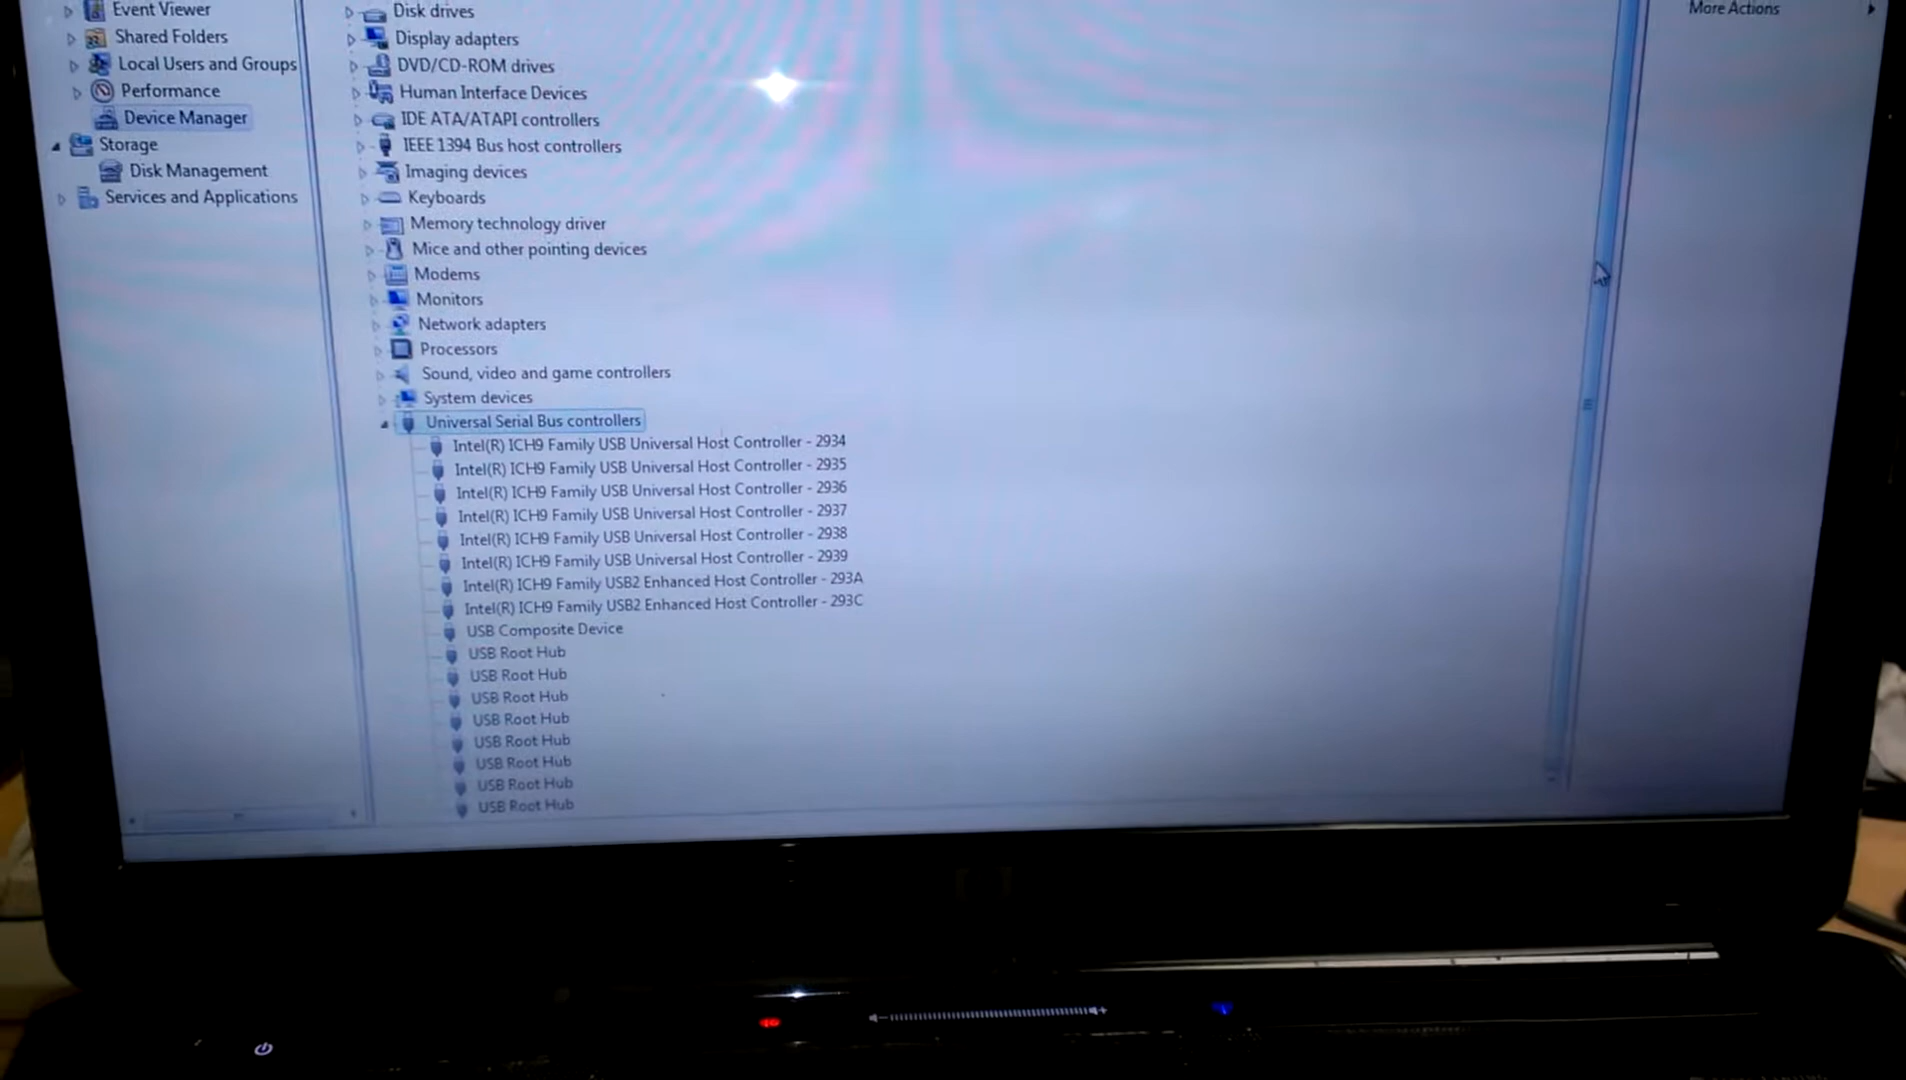 Event Viewer
Shared Folders
Local Users and Groups
Performance
Device Manager
Storage
Disk Management
Services and Applications
Disk drives
Display adapters
DVD/CD-ROM drives
Human Interface Devices
IDE ATA/ATAPI controllers
IEEE 1394 Bus host controllers
Imaging devices
Keyboards
Memory technology driver
Mice and other pointing devices
Modems
Monitors
Network adapters
Processors
Sound, video and game controllers
System devices
Universal Serial Bus controllers
Intel(R) ICH9 Family USB Universal Host Controller - 2934
Intel(R) ICH9 Family USB Universal Host Controller - 2935
Intel(R) ICH9 Family USB Universal Host Controller - 2936
Intel(R) ICH9 Family USB Universal Host Controller - 2937
Intel(R) ICH9 Family USB Universal Host Controller - 2938
Intel(R) ICH9 Family USB Universal Host Controller - 2939
Intel(R) ICH9 Family USB2 Enhanced Host Controller - 293A
Intel(R) ICH9 Family USB2 Enhanced Host Controller - 293C
USB Composite Device
USB Root Hub
USB Root Hub
USB Root Hub
USB Root Hub
USB Root Hub
USB Root Hub
USB Root Hub
USB Root Hub
More Actions